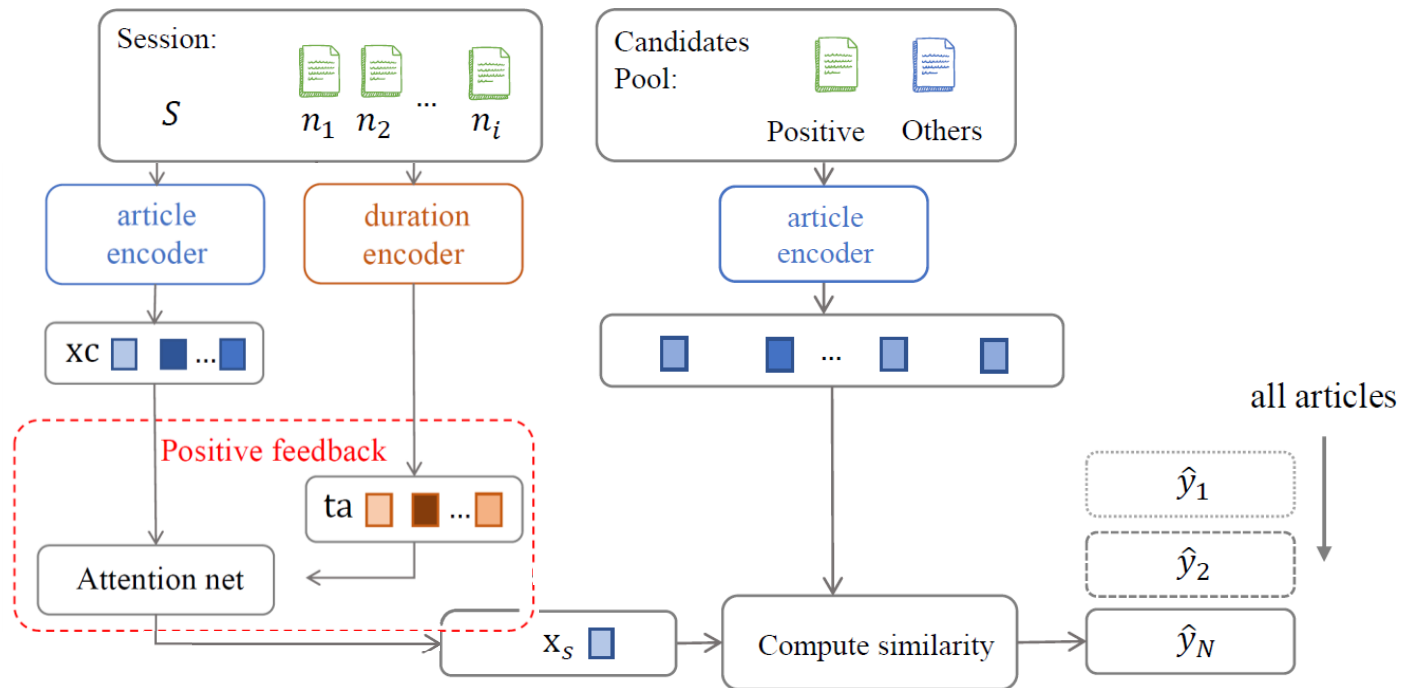 Session:
S
n₁ n₂ ... nᵢ
Candidates
Pool:
Positive Others
article
encoder
duration
encoder
article
encoder
xc ...
...
Positive feedback
ta ...
Attention net
xₛ
Compute similarity
all articles
ŷ₁
ŷ₂
ŷ_N